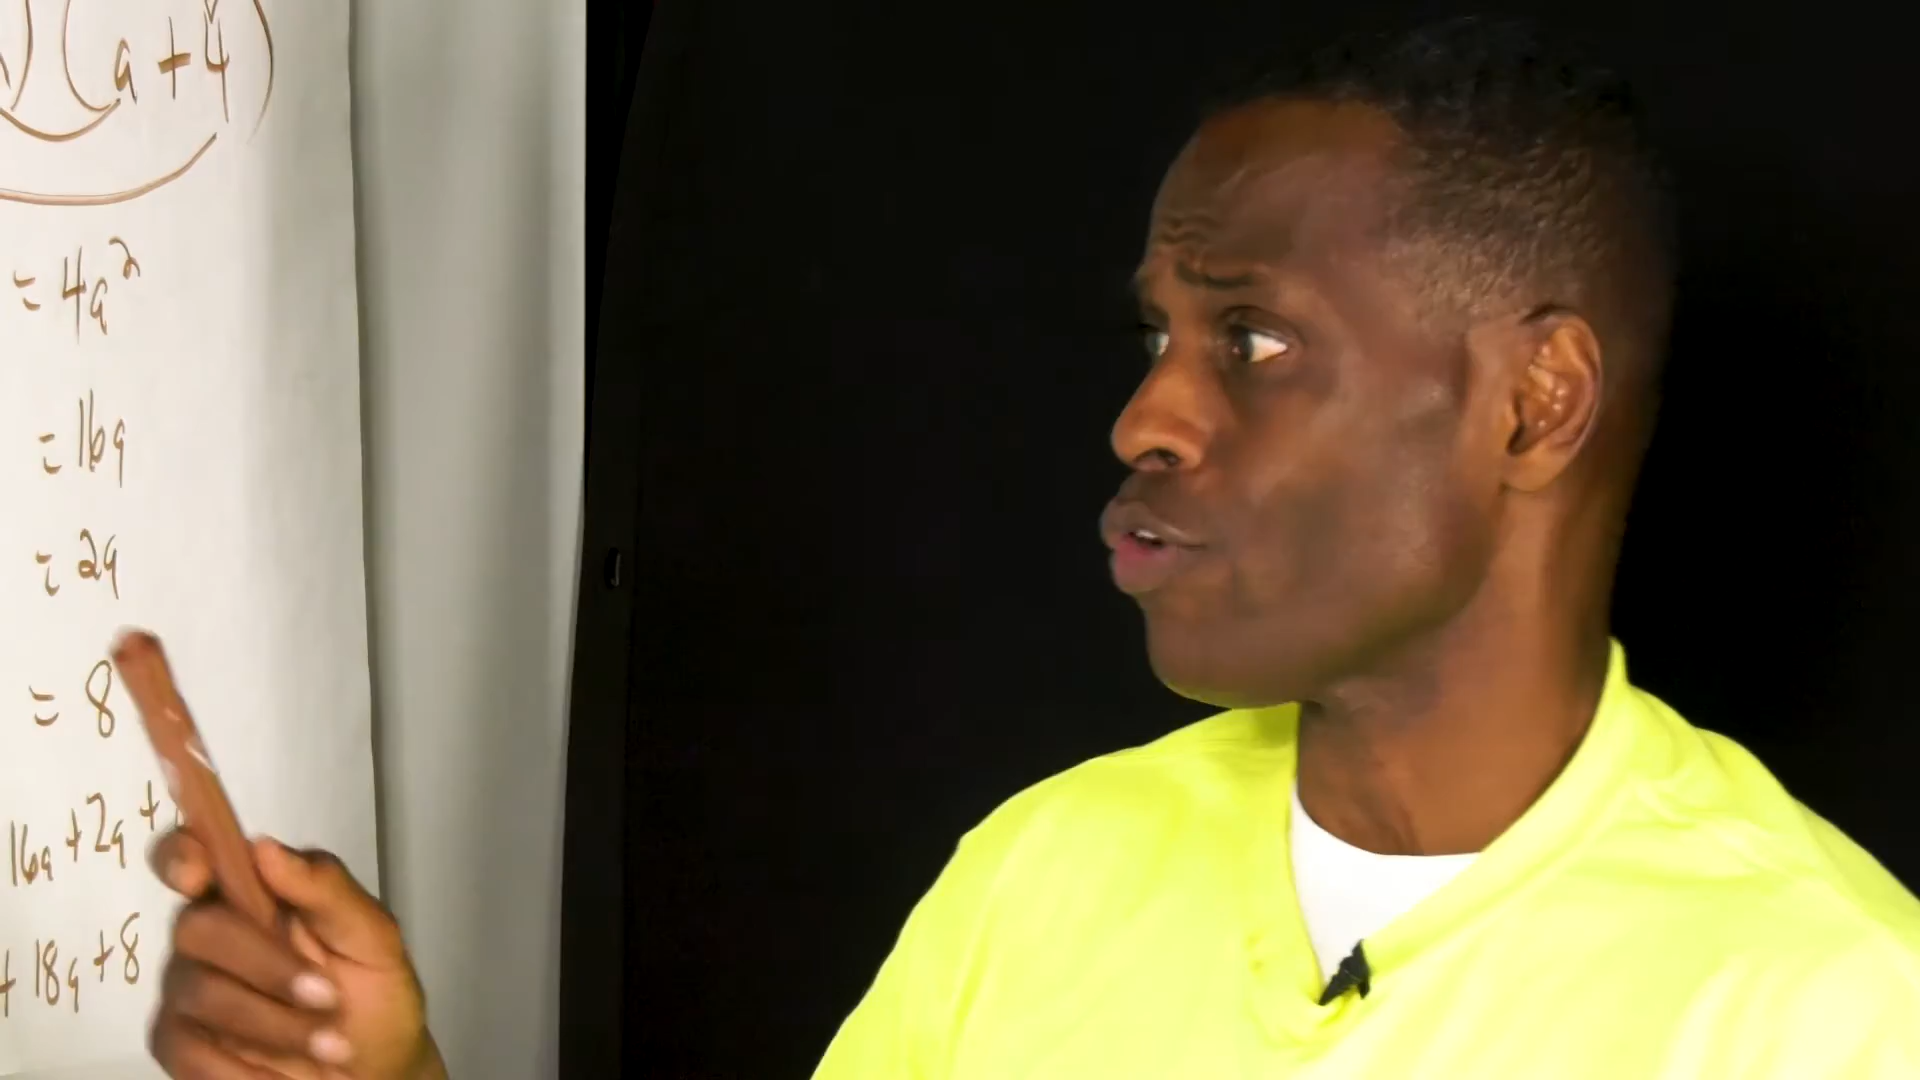 )(a+4)
= 4a²
= 16a
= 2a
= 8
16a +2a +
+ 18a +8